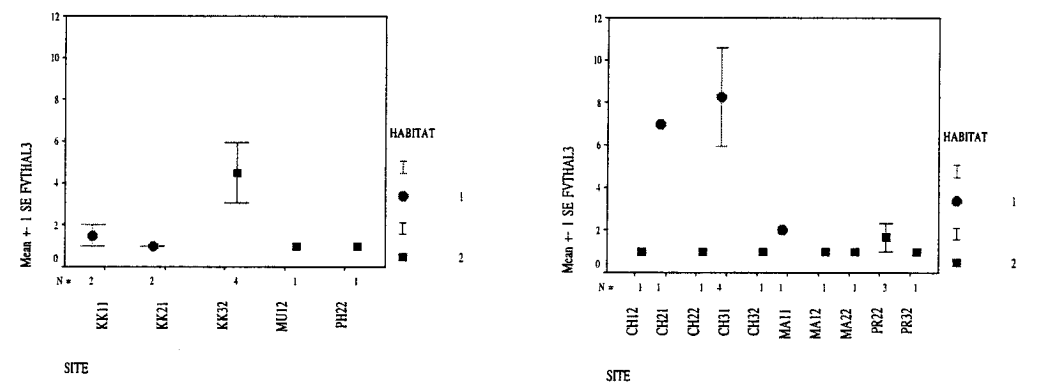 12
10
8
6
4
2
0
Mean +- 1 SE FVTHAL3
N = 2 2 4 1 1
KK11 KK21 KK32 MU12 PH22
SITE
HABITAT
1
2
12
10
8
6
4
2
0
Mean +- 1 SE FVTHAL3
N = 1 1 1 4 1 1 1 1 3 1
CH12 CH21 CH22 CH31 CH32 MA11 MA12 MA22 PR22 PR32
SITE
HABITAT
1
2